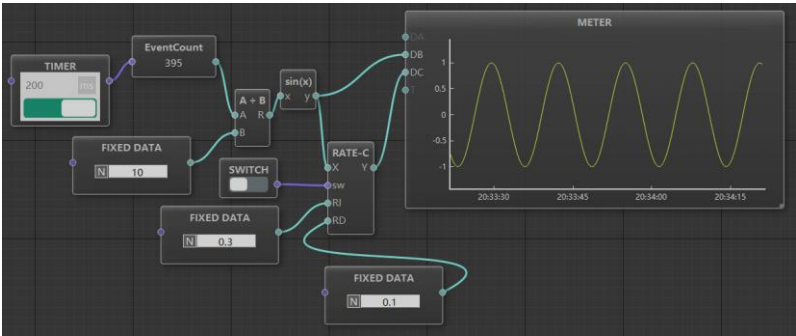 METER
DA
DB
DC
T
1
0.5
0
-0.5
-1
20:33:30
20:33:45
20:34:00
20:34:15
TIMER
200
ms
EventCount
395
A ÷ B
A
R
B
sin(x)
x
y
FIXED DATA
N
10
SWITCH
RATE-C
X
Y
sw
RI
RD
FIXED DATA
N
0.3
FIXED DATA
N
0.1